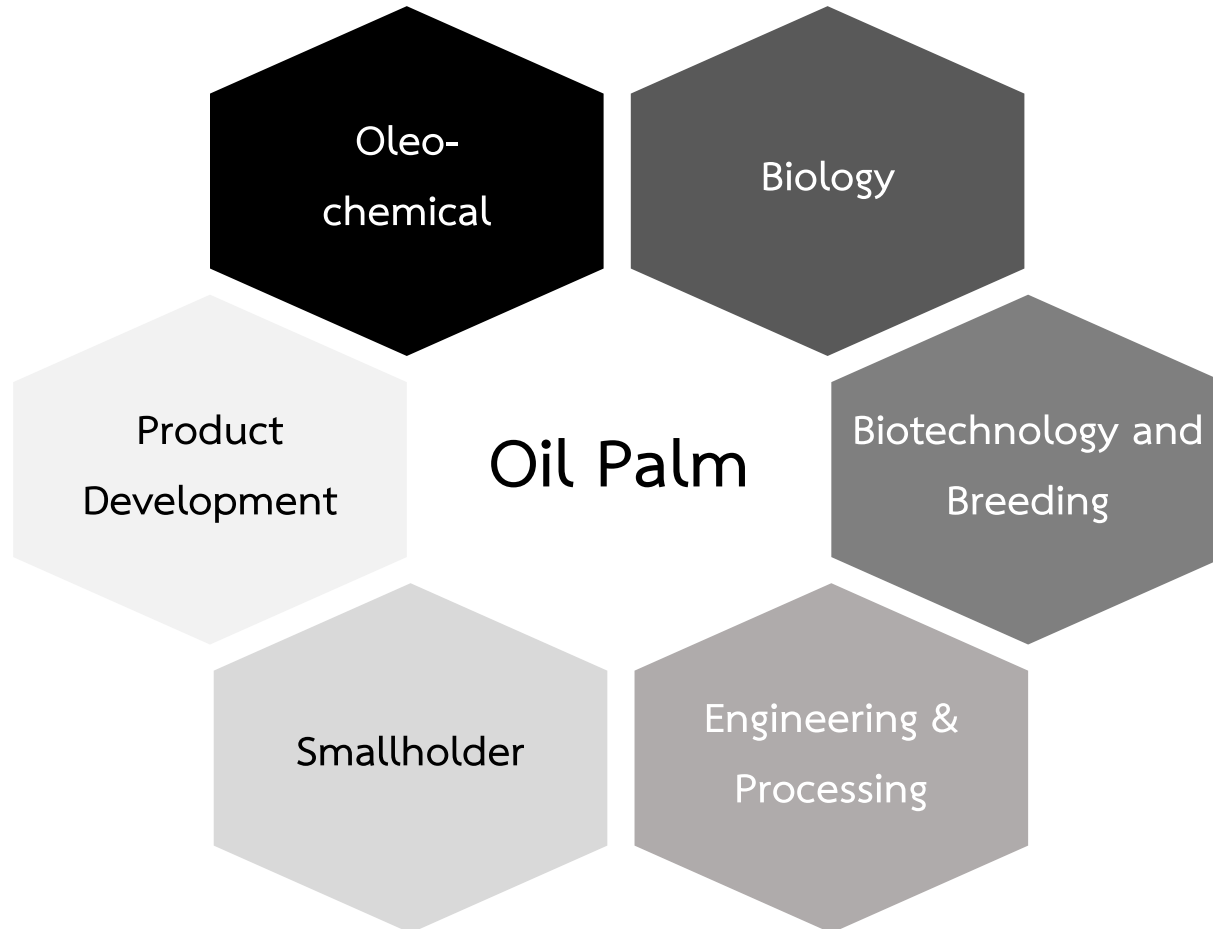 Oleo-
chemical
Biology
Product
Development
Oil Palm
Biotechnology and
Breeding
Smallholder
Engineering &
Processing